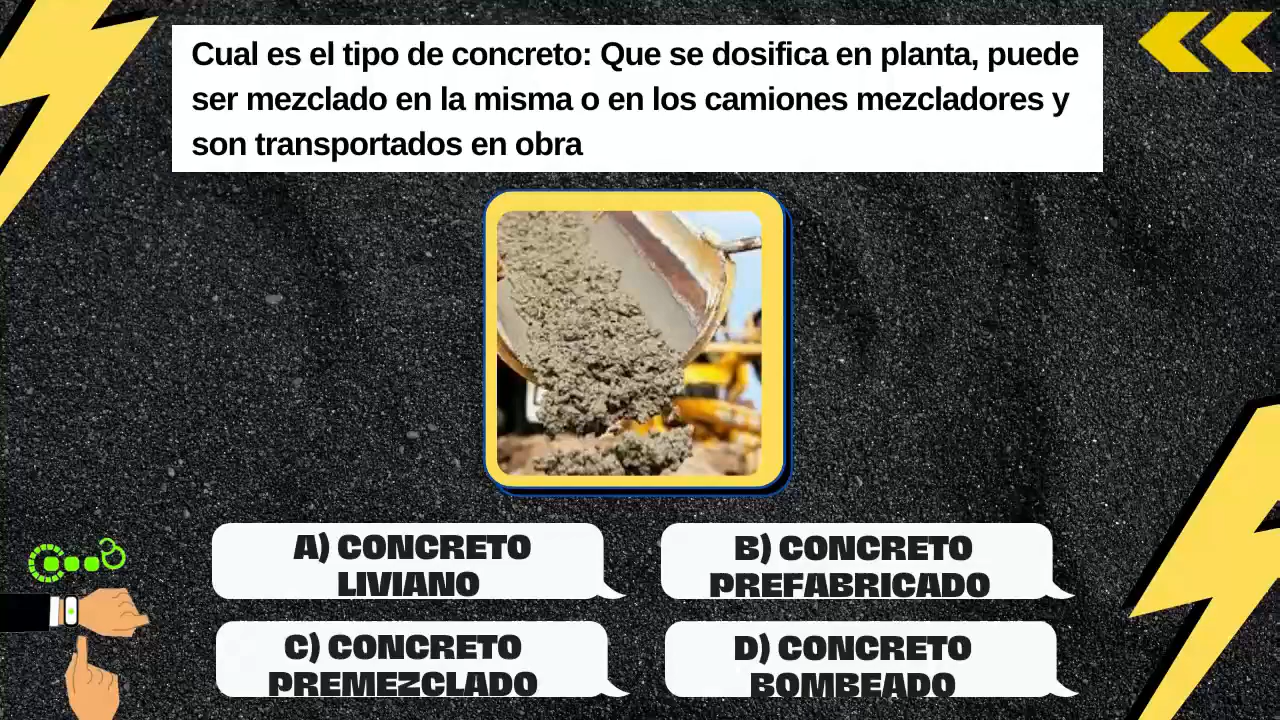 Cual es el tipo de concreto: Que se dosifica en planta, puede
ser mezclado en la misma o en los camiones mezcladores y
son transportados en obra
A) CONCRETO
LIVIANO
B) CONCRETO
PREFABRICADO
C) CONCRETO
PREMEZCLADO
D) CONCRETO
BOMBEADO